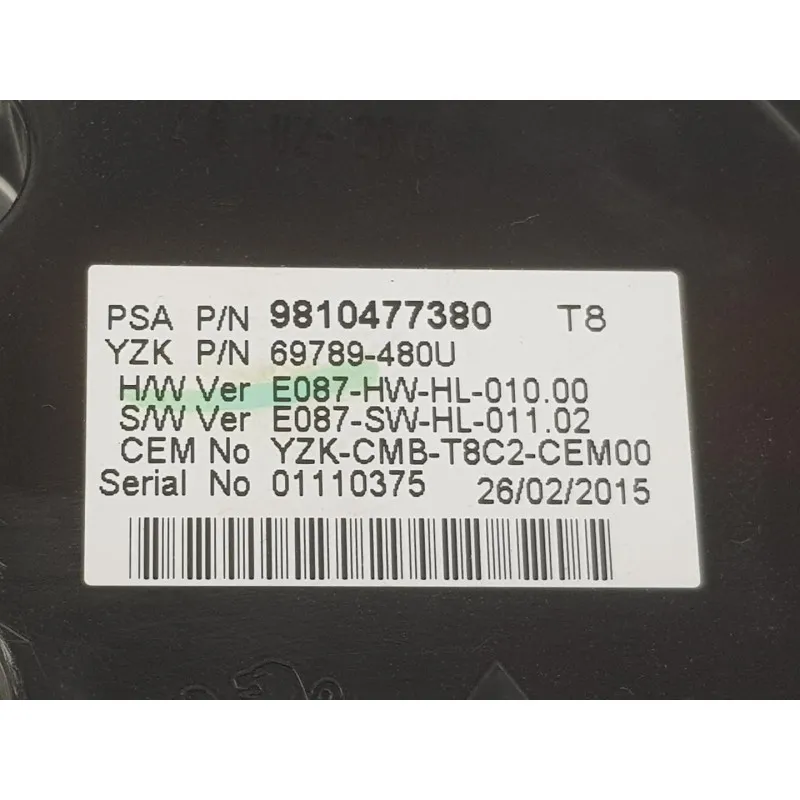 PSA P/N 9810477380 T8
YZK P/N 69789-480U
H/W Ver E087-HW-HL-010.00
S/W Ver E087-SW-HL-011.02
CEM No YZK-CMB-T8C2-CEM00
Serial No 01110375 26/02/2015